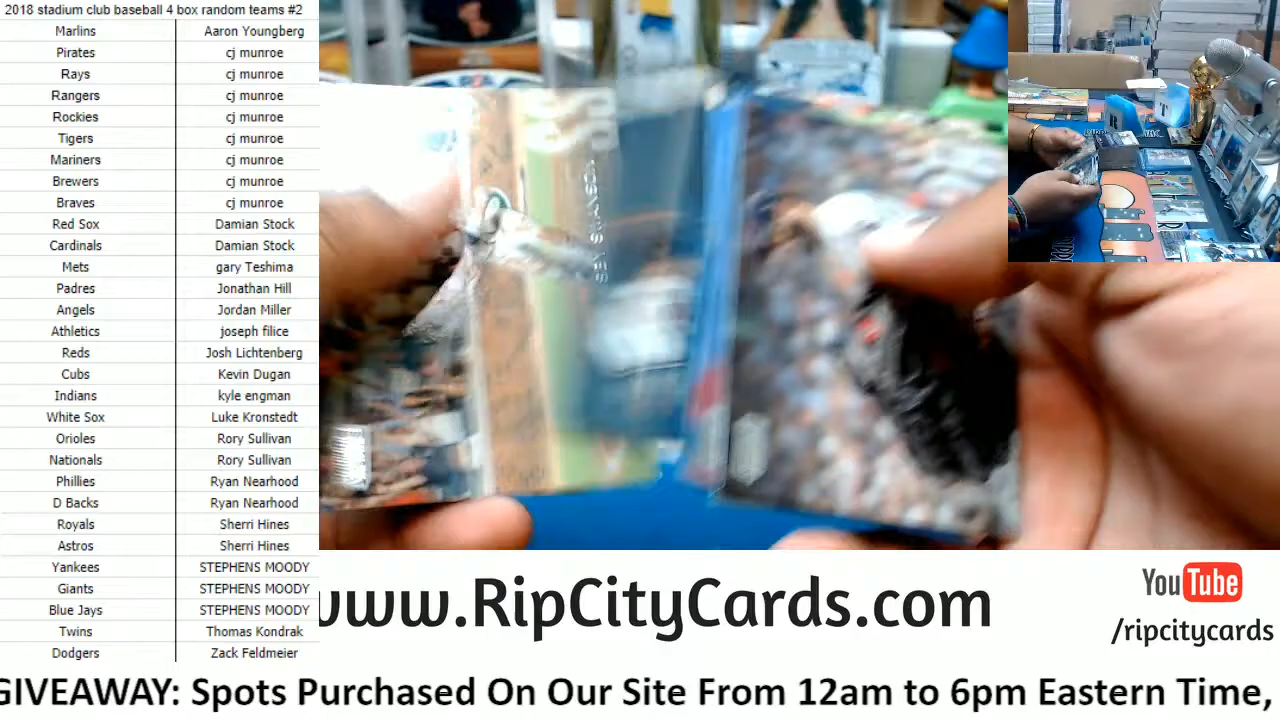 2018 stadium club baseball 4 box random teams #2
Marlins Aaron Youngberg
Pirates cj munroe
Rays cj munroe
Rangers cj munroe
Rockies cj munroe
Tigers cj munroe
Mariners cj munroe
Brewers cj munroe
Braves cj munroe
Red Sox Damian Stock
Cardinals Damian Stock
Mets gary Teshima
Padres Jonathan Hill
Angels Jordan Miller
Athletics joseph filice
Reds Josh Lichtenberg
Cubs Kevin Dugan
Indians kyle engman
White Sox Luke Kronstedt
Orioles Rory Sullivan
Nationals Rory Sullivan
Phillies Ryan Nearhood
D Backs Ryan Nearhood
Royals Sherri Hines
Astros Sherri Hines
Yankees STEPHENS MOODY
Giants STEPHENS MOODY
Blue Jays STEPHENS MOODY
Twins Thomas Kondrak
Dodgers Zack Feldmeier
www.RipCityCards.com
YouTube
/ripcitycards
GIVEAWAY: Spots Purchased On Our Site From 12am to 6pm Eastern Time,